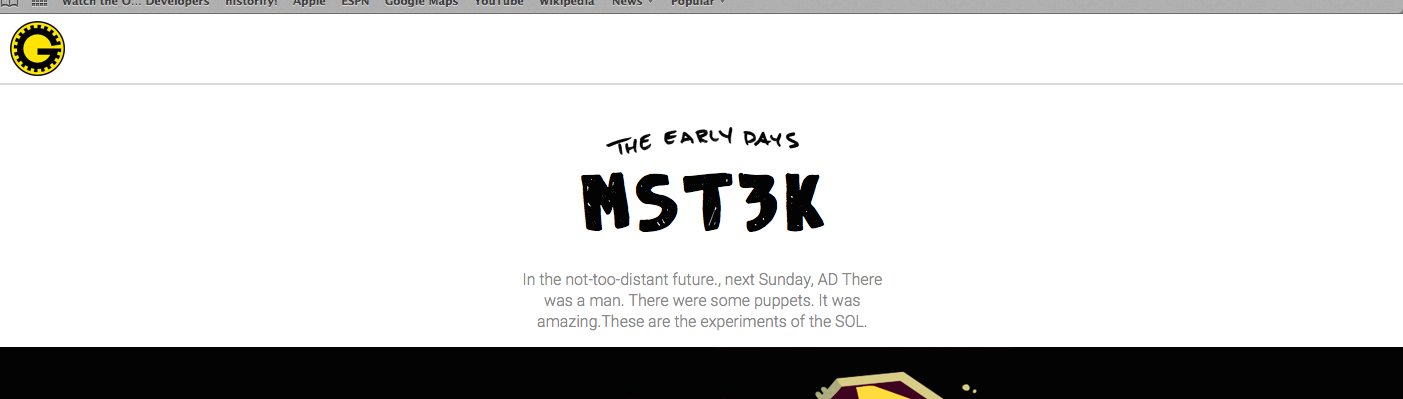 Watch the O... Developers historify! Apple ESPN Google Maps YouTube Wikipedia News Popular
G
THE EARLY DAYS
MST3K
In the not-too-distant future., next Sunday, AD There
was a man. There were some puppets. It was
amazing.These are the experiments of the SOL.